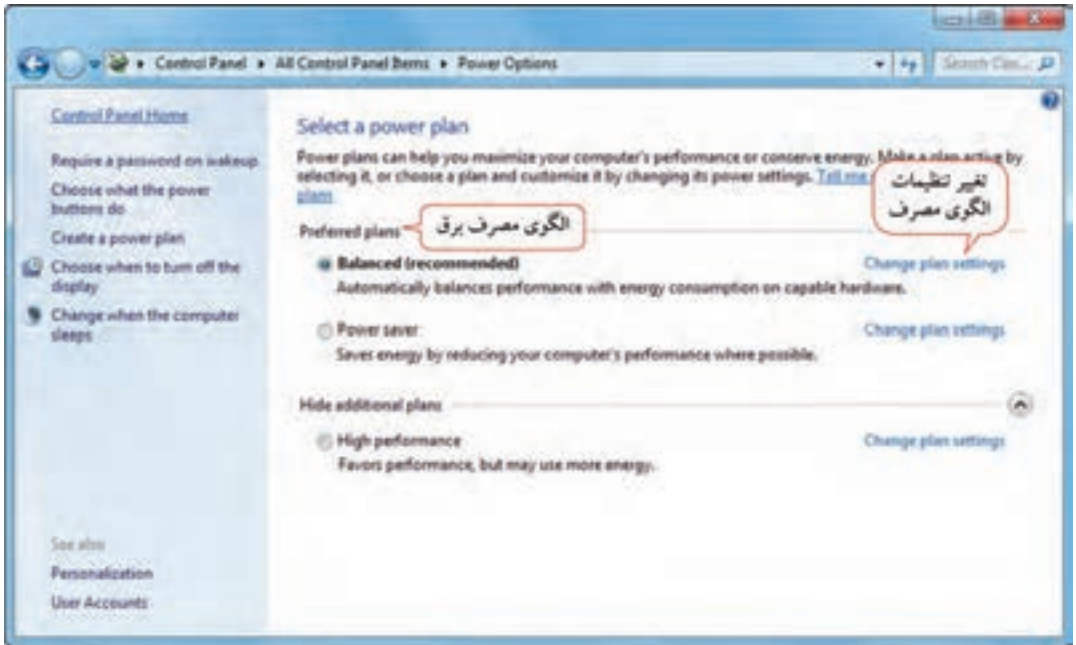 Control Panel ▸ All Control Panel Items ▸ Power Options
Control Panel Home
Require a password on wakeup
Choose what the power
buttons do
Create a power plan
Choose when to turn off the
display
Change when the computer
sleeps
See also
Personalization
User Accounts
Select a power plan
Power plans can help you maximize your computer's performance or conserve energy. Make a plan active by
selecting it, or choose a plan and customize it by changing its power settings. Tell me
plans
تغییر تنظیمات
الگوی مصرف
Preferred plans
الگوی مصرف برق
Balanced (recommended)
Change plan settings
Automatically balances performance with energy consumption on capable hardware.
Power saver
Change plan settings
Saves energy by reducing your computer's performance where possible.
Hide additional plans
High performance
Change plan settings
Favors performance, but may use more energy.